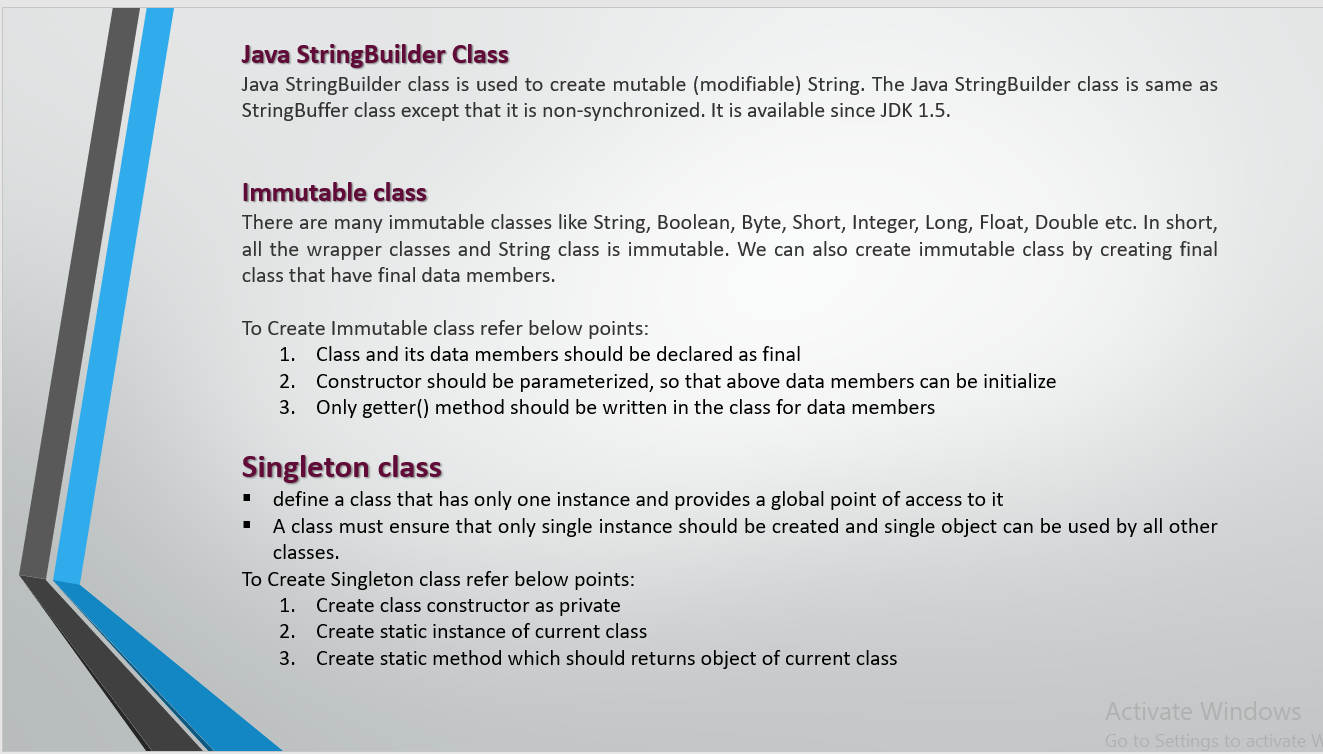 Java StringBuilder Class
Java StringBuilder class is used to create mutable (modifiable) String. The Java StringBuilder class is same as
StringBuffer class except that it is non-synchronized. It is available since JDK 1.5.
Immutable class
There are many immutable classes like String, Boolean, Byte, Short, Integer, Long, Float, Double etc. In short,
all the wrapper classes and String class is immutable. We can also create immutable class by creating final
class that have final data members.
To Create Immutable class refer below points:
1. Class and its data members should be declared as final
2. Constructor should be parameterized, so that above data members can be initialize
3. Only getter() method should be written in the class for data members
Singleton class
▪ define a class that has only one instance and provides a global point of access to it
▪ A class must ensure that only single instance should be created and single object can be used by all other
classes.
To Create Singleton class refer below points:
1. Create class constructor as private
2. Create static instance of current class
3. Create static method which should returns object of current class
Activate Windows
Go to Settings to activate W